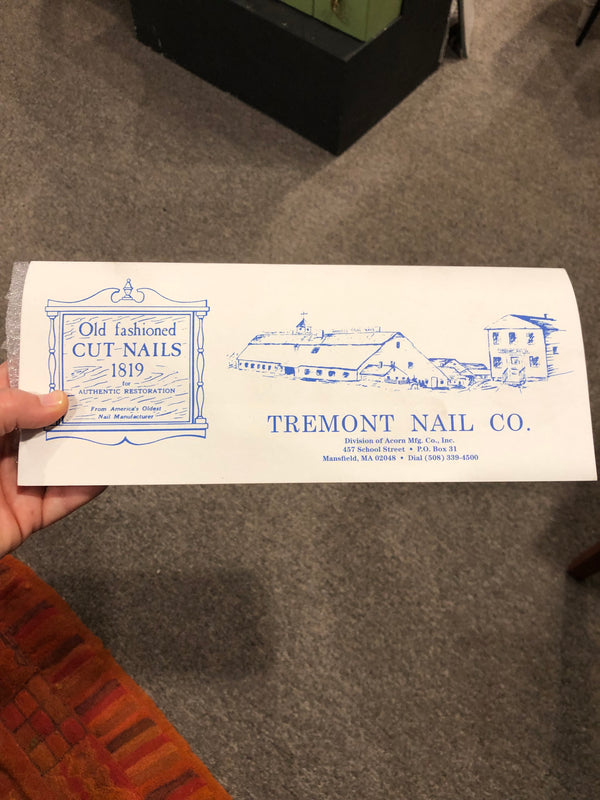 Old fashioned
CUT NAILS
1819
for
AUTHENTIC RESTORATION
From America's Oldest
Nail Manufacturer
TREMONT NAIL CO.
Division of Acorn Mfg. Co., Inc.
457 School Street • P.O. Box 31
Mansfield, MA 02048 • Dial (508) 339-4500